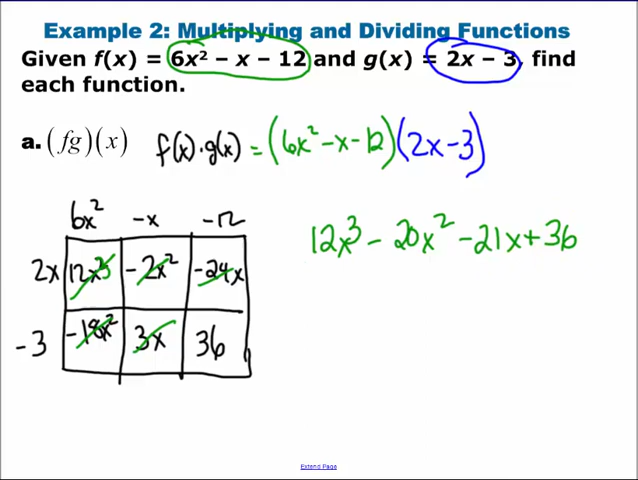 Example 2: Multiplying and Dividing Functions
Given f(x) = 6x² – x – 12 and g(x) = 2x – 3, find
each function.
a. (fg)(x) f(x)·g(x) = (6x² - x - 12)(2x - 3)
6x² -x -12
12x³ - 20x² - 21x + 36
2x 12x³ -2x² -24x
-3 -18x² 3x 36
Extend Page